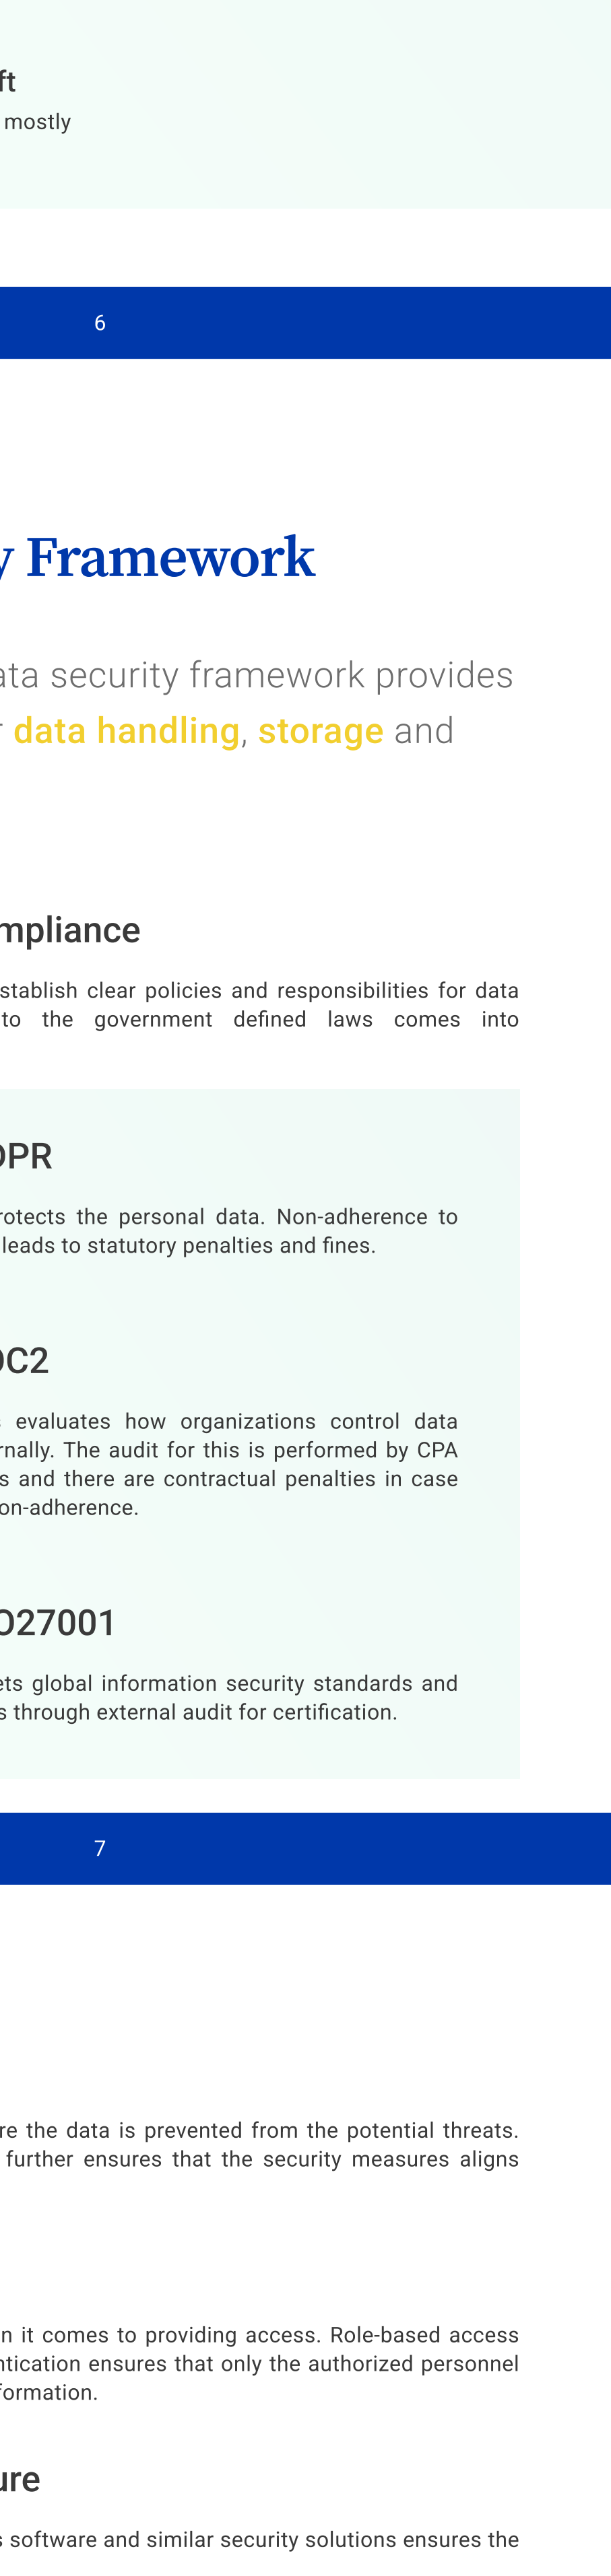 ft
mostly
6
y Framework
ata security framework provides
r data handling, storage and
mpliance
stablish clear policies and responsibilities for data
to the government defined laws comes into
DPR
rotects the personal data. Non-adherence to
leads to statutory penalties and fines.
OC2
s evaluates how organizations control data
rnally. The audit for this is performed by CPA
s and there are contractual penalties in case
on-adherence.
O27001
ets global information security standards and
s through external audit for certification.
7
re the data is prevented from the potential threats.
further ensures that the security measures aligns
n it comes to providing access. Role-based access
ntication ensures that only the authorized personnel
formation.
ure
s software and similar security solutions ensures the